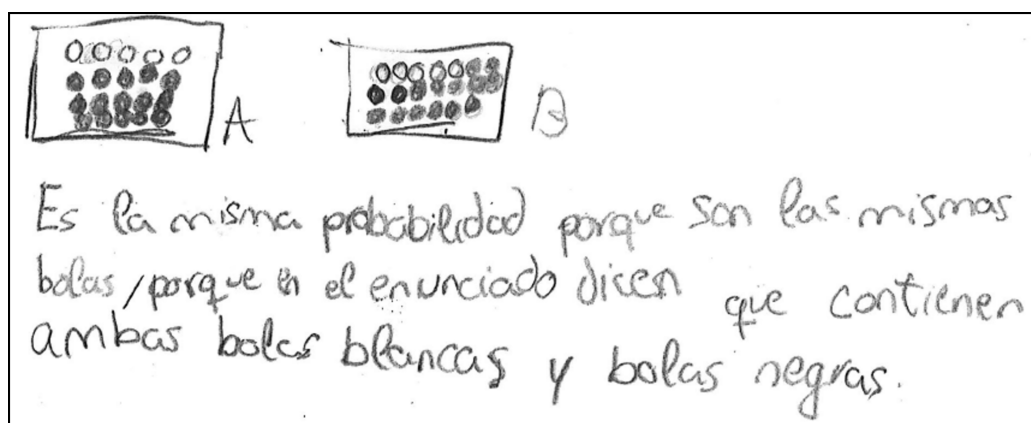 A
B
Es la misma probabilidad porque son las mismas
bolas, porque en el enunciado dicen que contienen
ambas bolas blancas y bolas negras.